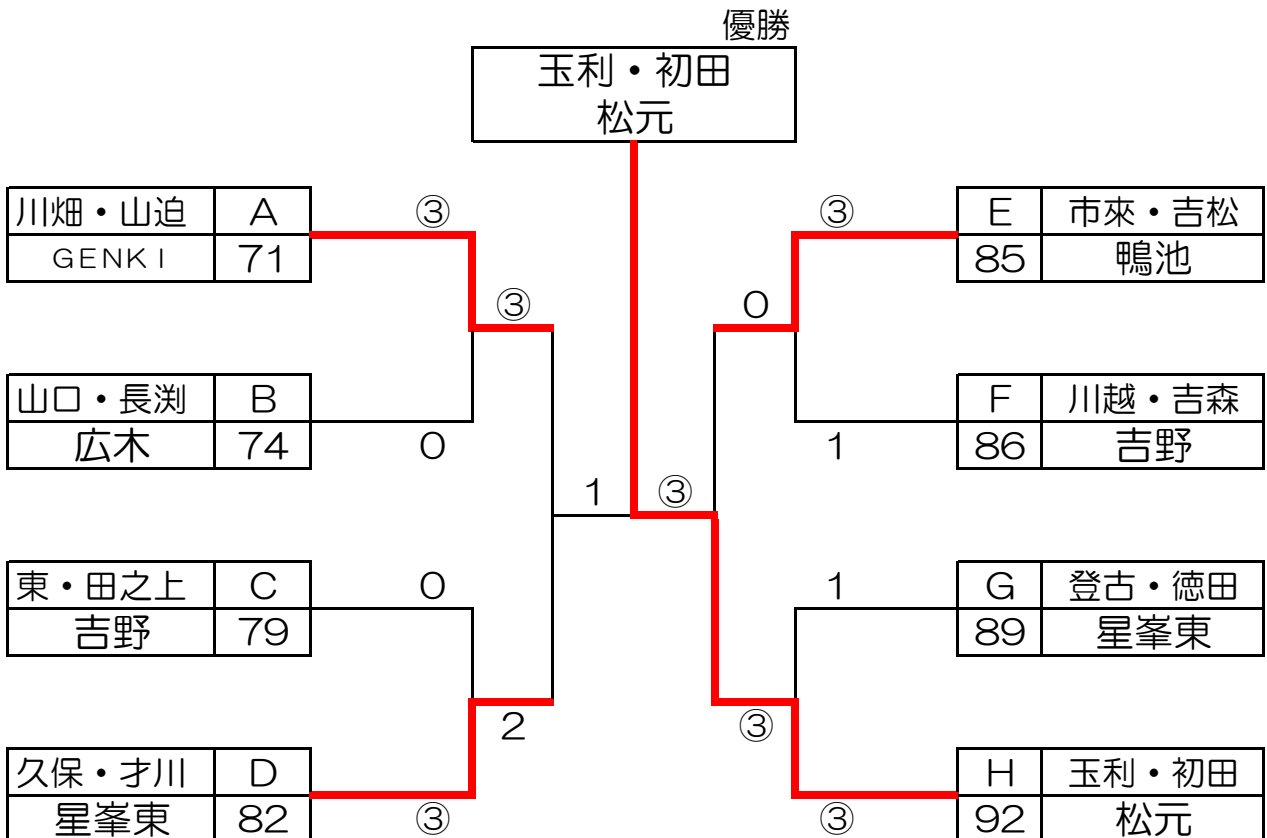 優勝
玉利・初田
松元
川畑・山迫 A ③ ③ E 市來・吉松
GENKI 71 85 鴨池
③ 0
山口・長渕 B F 川越・吉森
広木 74 0 1 86 吉野
1 ③
東・田之上 C 0 1 G 登古・徳田
吉野 79 89 星峯東
2 ③
久保・才川 D H 玉利・初田
星峯東 82 ③ ③ 92 松元